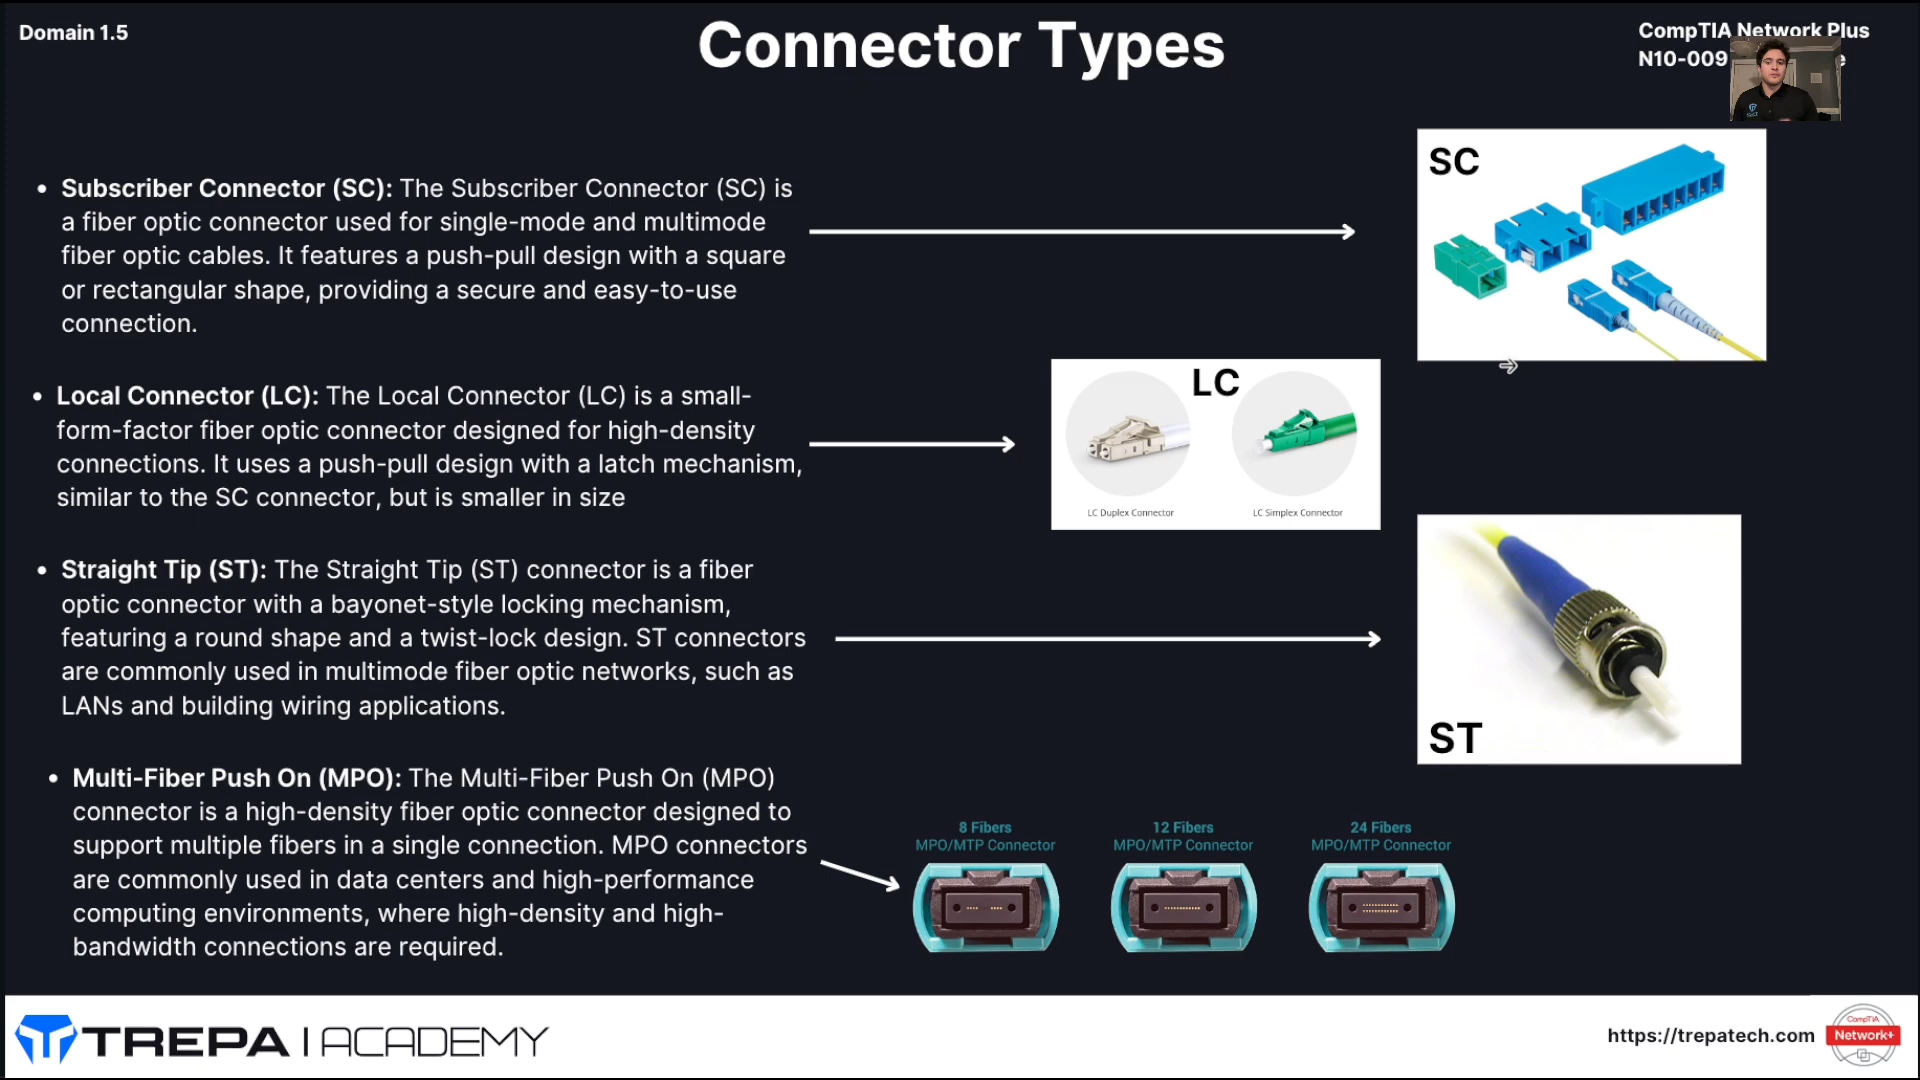 Domain 1.5
Connector Types
CompTIA Network Plus
N10-009
• Subscriber Connector (SC): The Subscriber Connector (SC) is
a fiber optic connector used for single-mode and multimode
fiber optic cables. It features a push-pull design with a square
or rectangular shape, providing a secure and easy-to-use
connection.
SC
• Local Connector (LC): The Local Connector (LC) is a small-
form-factor fiber optic connector designed for high-density
connections. It uses a push-pull design with a latch mechanism,
similar to the SC connector, but is smaller in size
LC
LC Duplex Connector
LC Simplex Connector
• Straight Tip (ST): The Straight Tip (ST) connector is a fiber
optic connector with a bayonet-style locking mechanism,
featuring a round shape and a twist-lock design. ST connectors
are commonly used in multimode fiber optic networks, such as
LANs and building wiring applications.
ST
• Multi-Fiber Push On (MPO): The Multi-Fiber Push On (MPO)
connector is a high-density fiber optic connector designed to
support multiple fibers in a single connection. MPO connectors
are commonly used in data centers and high-performance
computing environments, where high-density and high-
bandwidth connections are required.
8 Fibers
MPO/MTP Connector
12 Fibers
MPO/MTP Connector
24 Fibers
MPO/MTP Connector
TREPA | ACADEMY
https://trepatech.com
CompTIA
Network+